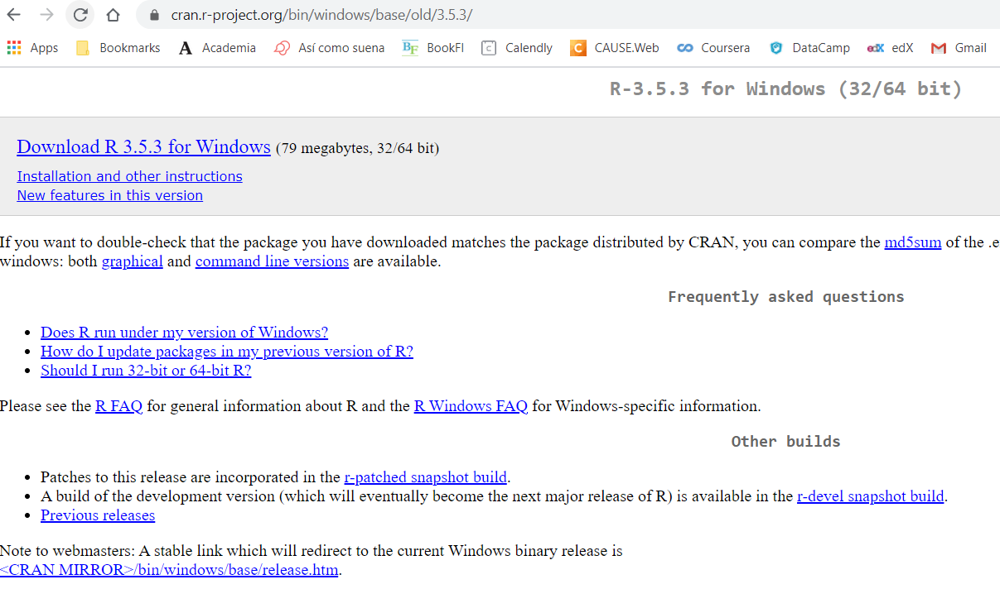 cran.r-project.org/bin/windows/base/old/3.5.3/
Apps Bookmarks A Academia Así como suena BF BookFI C Calendly C CAUSE.Web Coursera DataCamp edX edX Gmail
R-3.5.3 for Windows (32/64 bit)
Download R 3.5.3 for Windows (79 megabytes, 32/64 bit)
Installation and other instructions
New features in this version
If you want to double-check that the package you have downloaded matches the package distributed by CRAN, you can compare the md5sum of the .e
windows: both graphical and command line versions are available.
Frequently asked questions
• Does R run under my version of Windows?
• How do I update packages in my previous version of R?
• Should I run 32-bit or 64-bit R?
Please see the R FAQ for general information about R and the R Windows FAQ for Windows-specific information.
Other builds
• Patches to this release are incorporated in the r-patched snapshot build.
• A build of the development version (which will eventually become the next major release of R) is available in the r-devel snapshot build.
• Previous releases
Note to webmasters: A stable link which will redirect to the current Windows binary release is
<CRAN MIRROR>/bin/windows/base/release.htm.